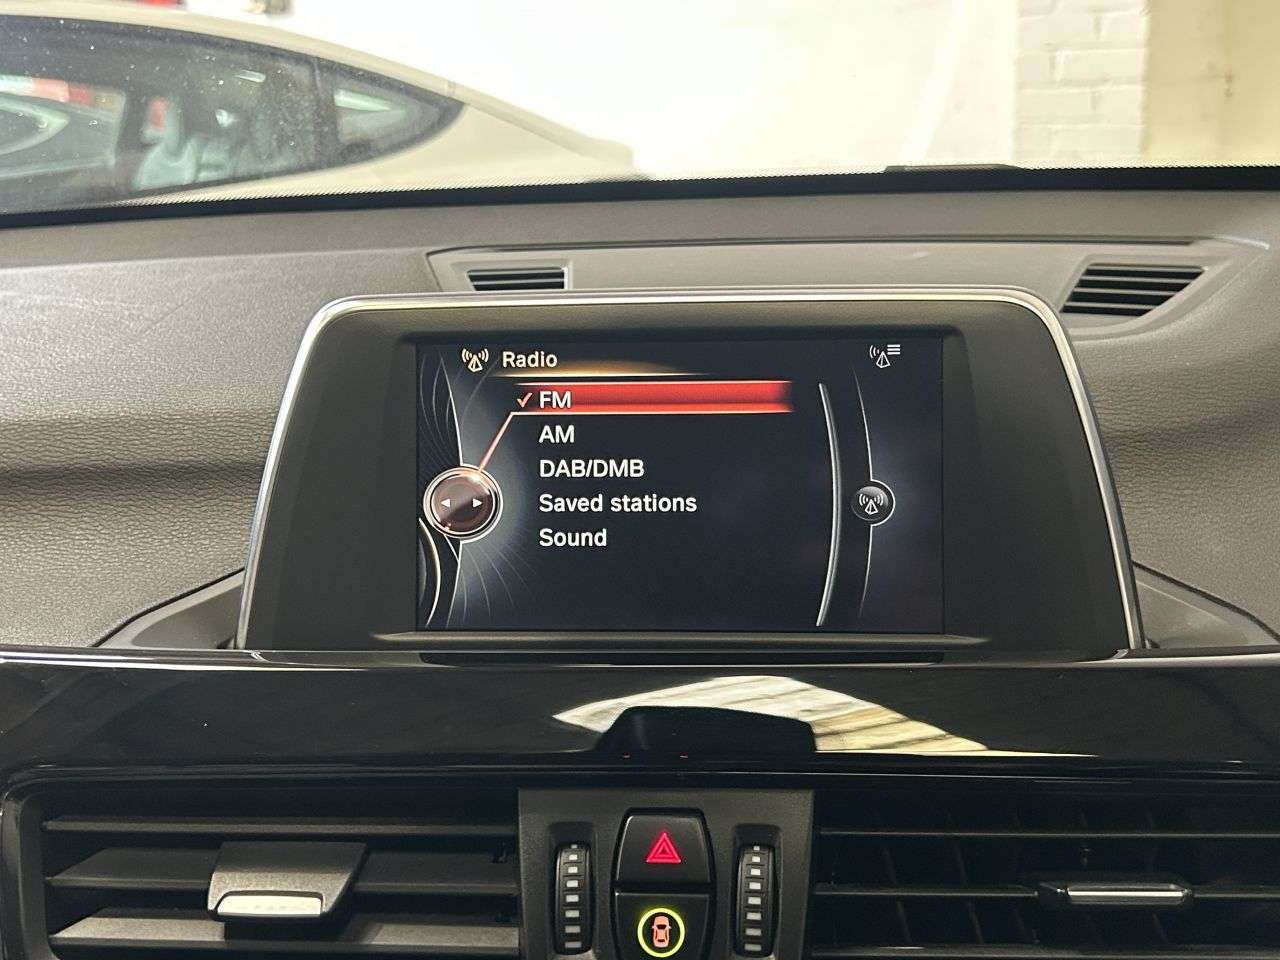 Radio
FM
AM
DAB/DMB
Saved stations
Sound